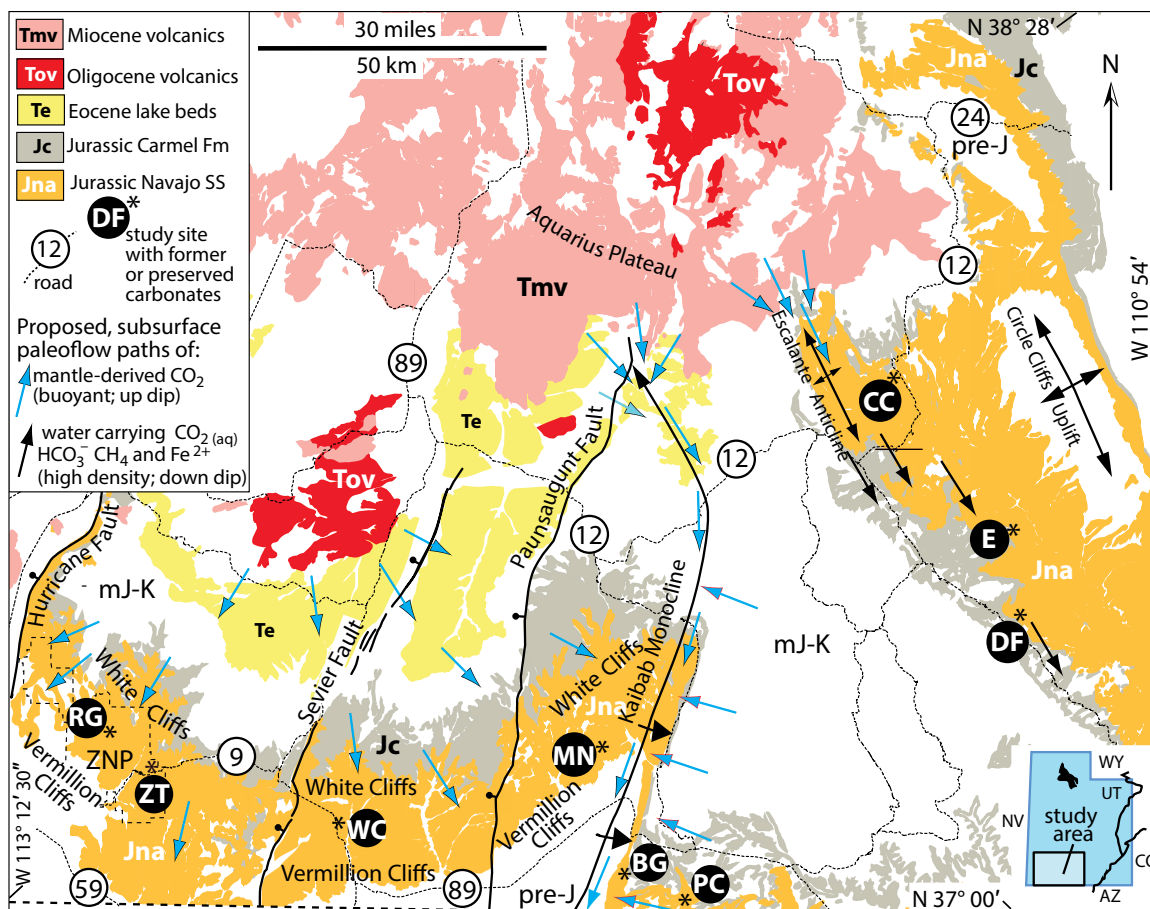 Tmv Miocene volcanics
Tov Oligocene volcanics
Te Eocene lake beds
Jc Jurassic Carmel Fm
Jna Jurassic Navajo SS
DF*
study site
with former
or preserved
carbonates
12
road
Proposed, subsurface
paleoflow paths of:
mantle-derived CO2
(buoyant; up dip)
water carrying CO2 (aq)
HCO3− CH4 and Fe2+
(high density; down dip)
30 miles
50 km
N 38° 28′
N
W 110° 54′
Jna
Jc
24
pre-J
Tov
Aquarius Plateau
Tmv
12
89
Te
Escalante Anticline
CC*
Circle Cliffs
Uplift
Tov
Paunsaugunt Fault
12
12
E*
Jna
Hurricane Fault
mJ-K
Te
Sevier Fault
DF*
mJ-K
Kaibab Monocline
White Cliffs
Jna
MN*
White
Cliffs
RG*
ZNP
Vermillion
Cliffs
ZT*
9
Jc
White Cliffs
*WC
Vermillion
Cliffs
Jna
Vermillion Cliffs
W 113° 12′ 30″
59
89
pre-J
BG*
PC*
N 37° 00′
WY
UT
NV
study
area
CO
AZ